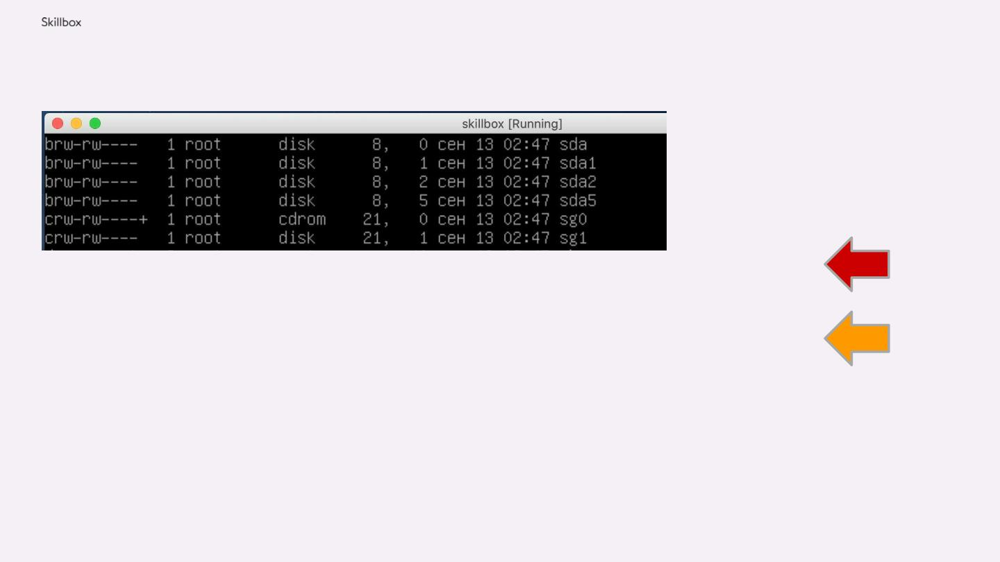 Skillbox
skillbox [Running]
brw-rw---- 1 root disk 8, 0 сен 13 02:47 sda
brw-rw---- 1 root disk 8, 1 сен 13 02:47 sda1
brw-rw---- 1 root disk 8, 2 сен 13 02:47 sda2
brw-rw---- 1 root disk 8, 5 сен 13 02:47 sda5
crw-rw----+ 1 root cdrom 21, 0 сен 13 02:47 sg0
crw-rw---- 1 root disk 21, 1 сен 13 02:47 sg1